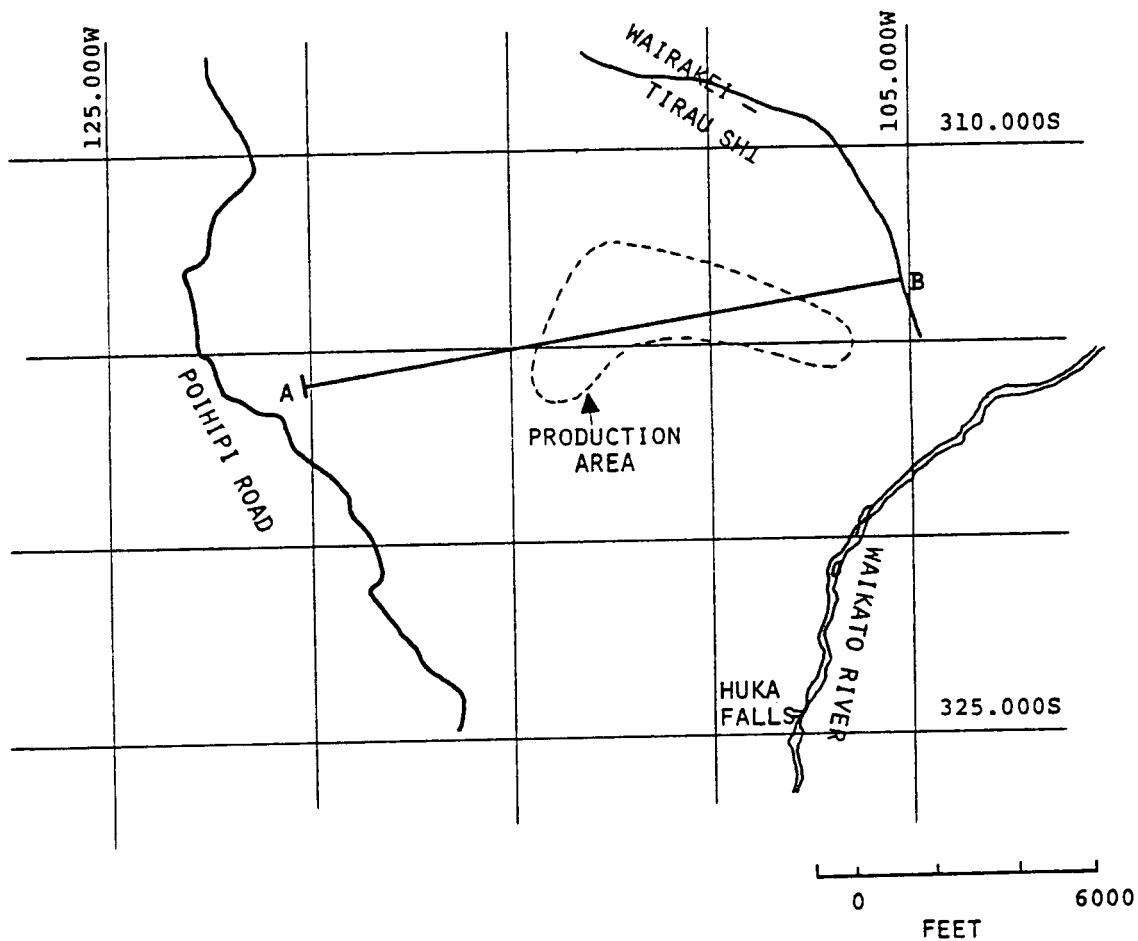 125.000W
WAIRAKEI –
TIRAU SH1
105.000W
310.000S
B
A
POIHIPI ROAD
PRODUCTION
AREA
WAIKATO RIVER
HUKA
FALLS
325.000S
0
6000
FEET